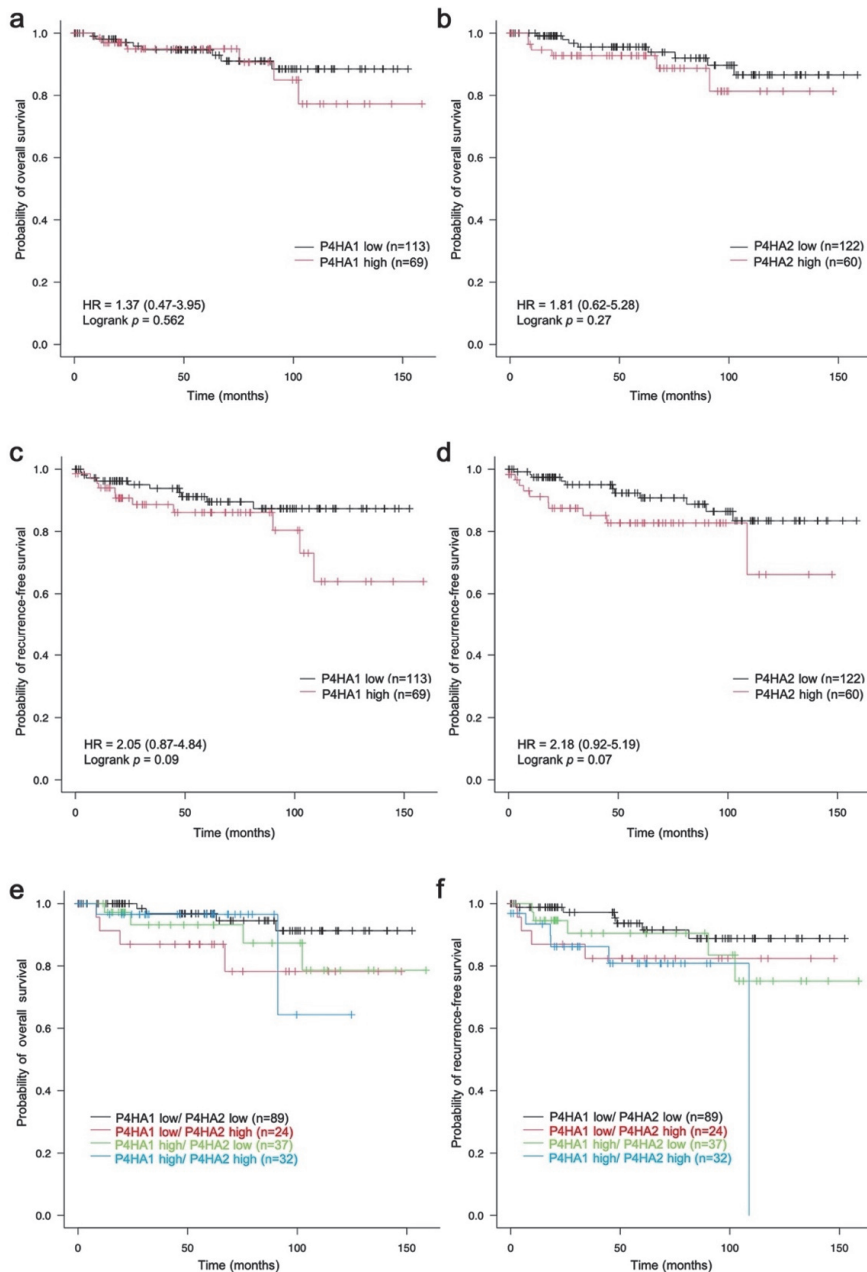 a
Probability of overall survival
1.0
0.8
0.6
0.4
0.2
0.0
P4HA1 low (n=113)
P4HA1 high (n=69)
HR = 1.37 (0.47-3.95)
Logrank p = 0.562
0 50 100 150
Time (months)
b
Probability of overall survival
1.0
0.8
0.6
0.4
0.2
0.0
P4HA2 low (n=122)
P4HA2 high (n=60)
HR = 1.81 (0.62-5.28)
Logrank p = 0.27
0 50 100 150
Time (months)
c
Probability of recurrence-free survival
1.0
0.8
0.6
0.4
0.2
0.0
P4HA1 low (n=113)
P4HA1 high (n=69)
HR = 2.05 (0.87-4.84)
Logrank p = 0.09
0 50 100 150
Time (months)
d
Probability of recurrence-free survival
1.0
0.8
0.6
0.4
0.2
0.0
P4HA2 low (n=122)
P4HA2 high (n=60)
HR = 2.18 (0.92-5.19)
Logrank p = 0.07
0 50 100 150
Time (months)
e
Probability of overall survival
1.0
0.8
0.6
0.4
0.2
0.0
P4HA1 low/ P4HA2 low (n=89)
P4HA1 low/ P4HA2 high (n=24)
P4HA1 high/ P4HA2 low (n=37)
P4HA1 high/ P4HA2 high (n=32)
0 50 100 150
Time (months)
f
Probability of recurrence-free survival
1.0
0.8
0.6
0.4
0.2
0.0
P4HA1 low/ P4HA2 low (n=89)
P4HA1 low/ P4HA2 high (n=24)
P4HA1 high/ P4HA2 low (n=37)
P4HA1 high/ P4HA2 high (n=32)
0 50 100 150
Time (months)